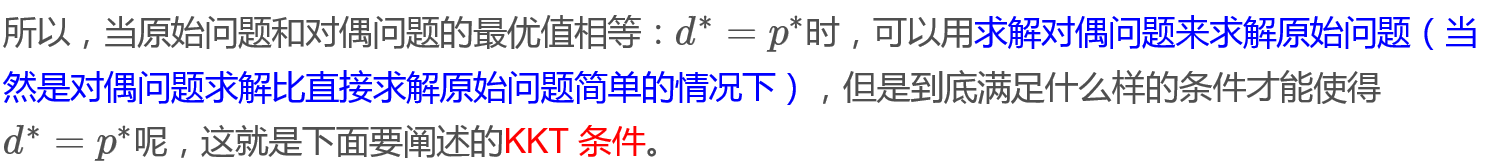 所以，当原始问题和对偶问题的最优值相等：d* = p*时，可以用求解对偶问题来求解原始问题（当
然是对偶问题求解比直接求解原始问题简单的情况下），但是到底满足什么样的条件才能使得
d* = p*呢，这就是下面要阐述的KKT 条件。